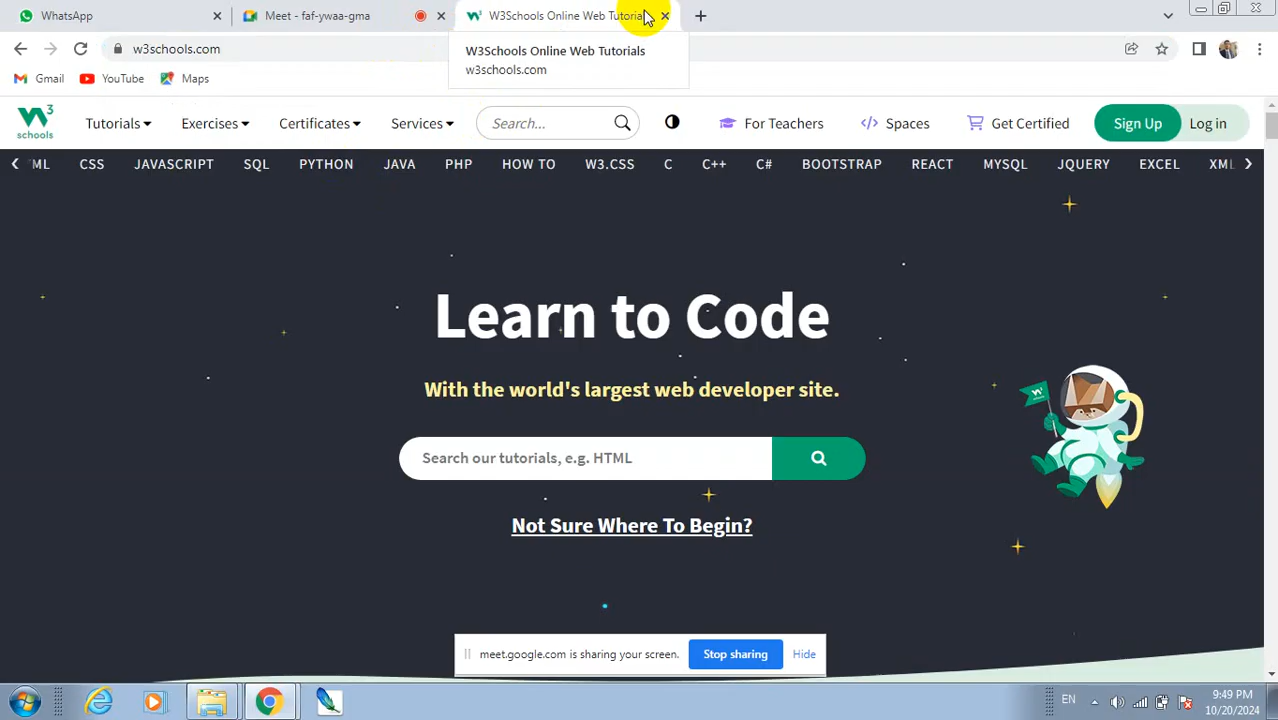 WhatsApp
Meet - faf-ywaa-gma
W3Schools Online Web Tutoria
w3schools.com
W3Schools Online Web Tutorials
w3schools.com
Gmail
YouTube
Maps
W3
schools
Tutorials
Exercises
Certificates
Services
Search...
For Teachers
Spaces
Get Certified
Sign Up
Log in
ML
CSS
JAVASCRIPT
SQL
PYTHON
JAVA
PHP
HOW TO
W3.CSS
C
C++
C#
BOOTSTRAP
REACT
MYSQL
JQUERY
EXCEL
XML
Learn to Code
With the world's largest web developer site.
Search our tutorials, e.g. HTML
Not Sure Where To Begin?
meet.google.com is sharing your screen.
Stop sharing
Hide
EN
9:49 PM
10/20/2024